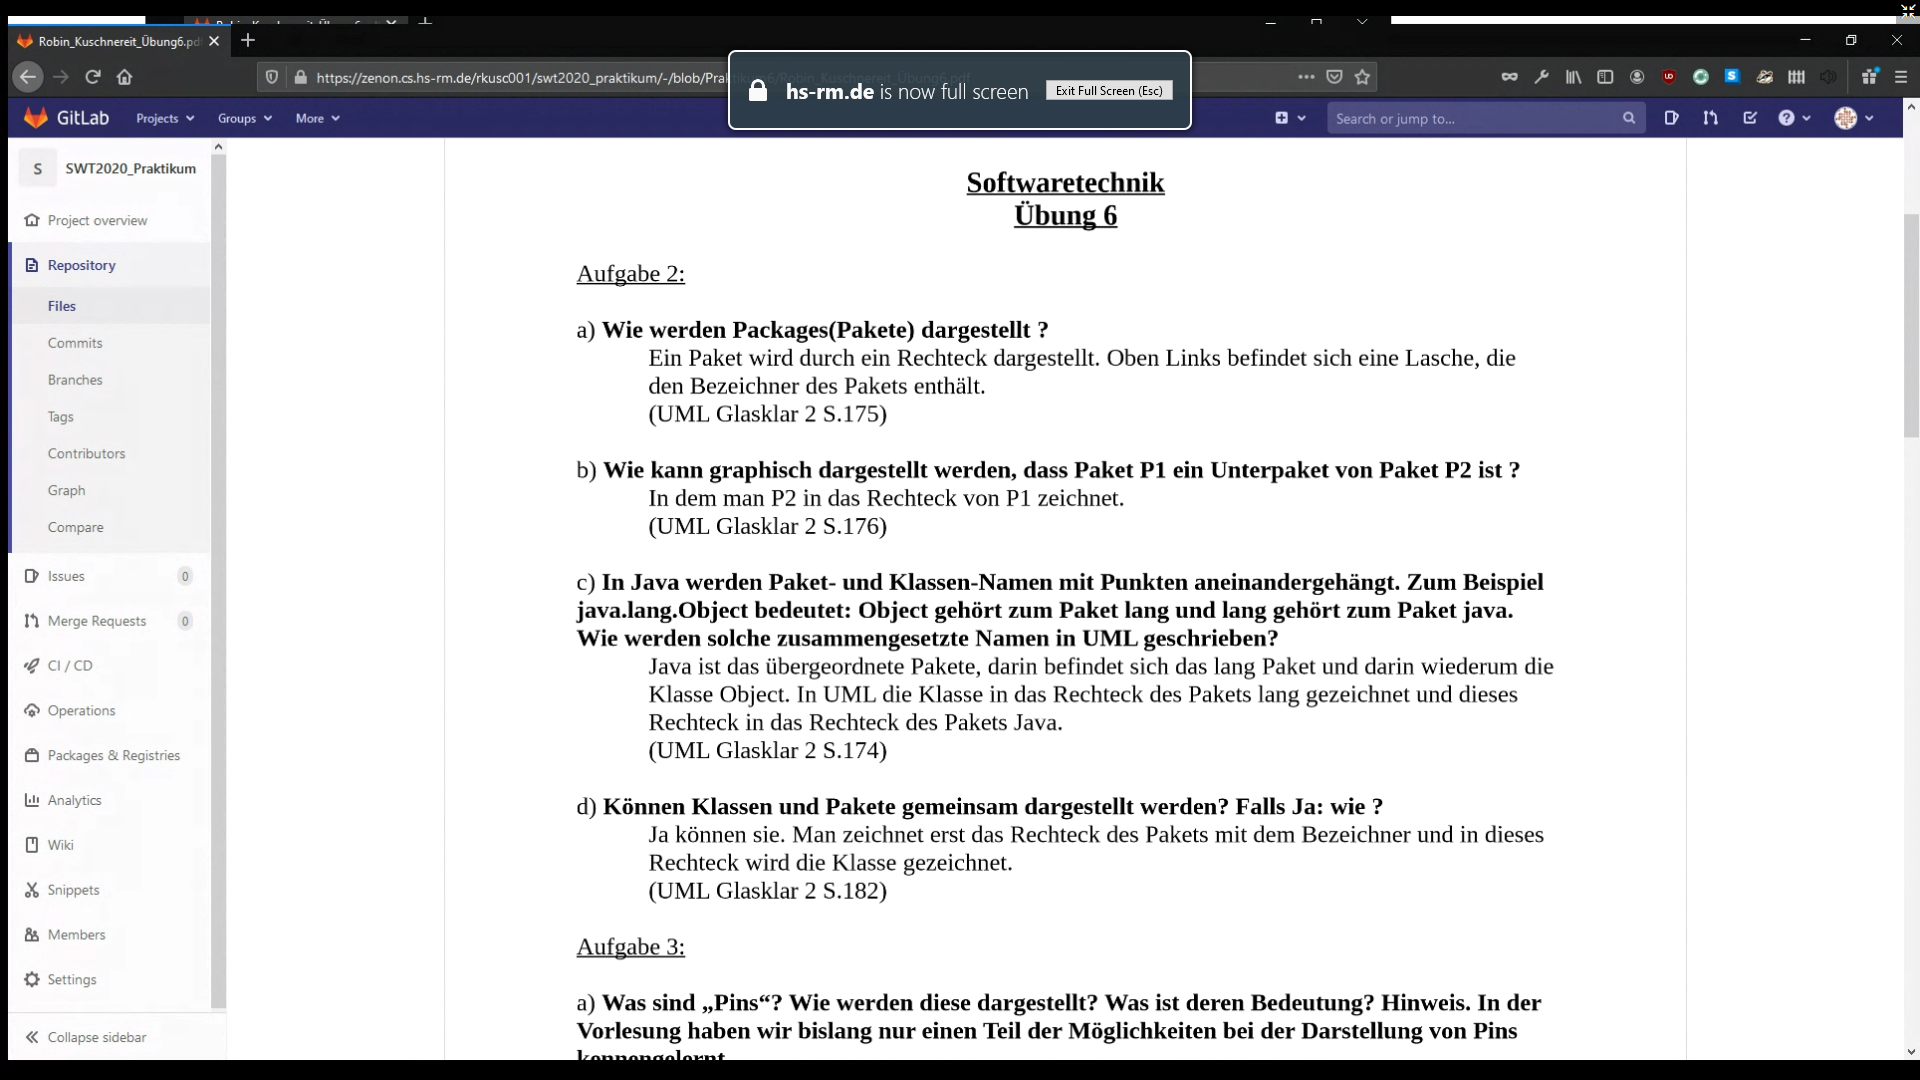 Robin_Kuschnereit_Übung6.pdf
https://zenon.cs.hs-rm.de/rkusc001/swt2020_praktikum/-/blob/Pra
hs-rm.de is now full screen
Exit Full Screen (Esc)
GitLab
Projects
Groups
More
Search or jump to...
S
SWT2020_Praktikum
Project overview
Repository
Files
Commits
Branches
Tags
Contributors
Graph
Compare
Issues 0
Merge Requests 0
CI / CD
Operations
Packages & Registries
Analytics
Wiki
Snippets
Members
Settings
Collapse sidebar
Softwaretechnik
Übung 6
Aufgabe 2:
a) Wie werden Packages(Pakete) dargestellt ?
Ein Paket wird durch ein Rechteck dargestellt. Oben Links befindet sich eine Lasche, die
den Bezeichner des Pakets enthält.
(UML Glasklar 2 S.175)
b) Wie kann graphisch dargestellt werden, dass Paket P1 ein Unterpaket von Paket P2 ist ?
In dem man P2 in das Rechteck von P1 zeichnet.
(UML Glasklar 2 S.176)
c) In Java werden Paket- und Klassen-Namen mit Punkten aneinandergehängt. Zum Beispiel
java.lang.Object bedeutet: Object gehört zum Paket lang und lang gehört zum Paket java.
Wie werden solche zusammengesetzte Namen in UML geschrieben?
Java ist das übergeordnete Pakete, darin befindet sich das lang Paket und darin wiederum die
Klasse Object. In UML die Klasse in das Rechteck des Pakets lang gezeichnet und dieses
Rechteck in das Rechteck des Pakets Java.
(UML Glasklar 2 S.174)
d) Können Klassen und Pakete gemeinsam dargestellt werden? Falls Ja: wie ?
Ja können sie. Man zeichnet erst das Rechteck des Pakets mit dem Bezeichner und in dieses
Rechteck wird die Klasse gezeichnet.
(UML Glasklar 2 S.182)
Aufgabe 3:
a) Was sind „Pins“? Wie werden diese dargestellt? Was ist deren Bedeutung? Hinweis. In der
Vorlesung haben wir bislang nur einen Teil der Möglichkeiten bei der Darstellung von Pins
kennengelernt